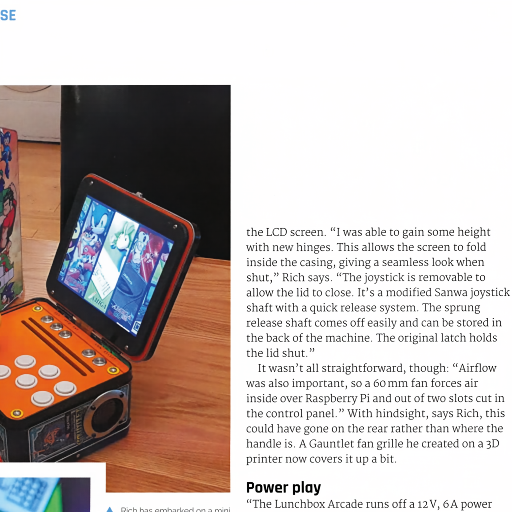 SE
the LCD screen. “I was able to gain some height
with new hinges. This allows the screen to fold
inside the casing, giving a seamless look when
shut,” Rich says. “The joystick is removable to
allow the lid to close. It’s a modified Sanwa joystick
shaft with a quick release system. The sprung
release shaft comes off easily and can be stored in
the back of the machine. The original latch holds
the lid shut.”
It wasn’t all straightforward, though: “Airflow
was also important, so a 60 mm fan forces air
inside over Raspberry Pi and out of two slots cut in
the control panel.” With hindsight, says Rich, this
could have gone on the rear rather than where the
handle is. A Gauntlet fan grille he created on a 3D
printer now covers it up a bit.
Power play
“The Lunchbox Arcade runs off a 12 V, 6 A power
Rich has embarked on a mini